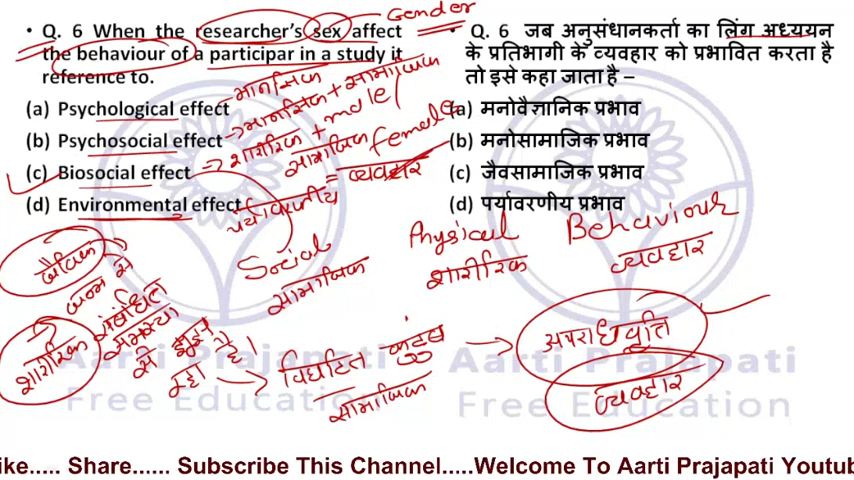 Gender
• Q. 6 When the researcher's sex affect
the behaviour of a participar in a study it
reference to.
(a) Psychological effect
(b) Psychosocial effect
(c) Biosocial effect
(d) Environmental effect
मानसिक
मानसिक + सामाजिक
शारीरिक + male/
सामाजिक female
= व्यवहार
• Q. 6 जब अनुसंधानकर्ता का लिंग अध्ययन
के प्रतिभागी के व्यवहार को प्रभावित करता है
तो इसे कहा जाता है –
(a) मनोवैज्ञानिक प्रभाव
(b) मनोसामाजिक प्रभाव
(c) जैवसामाजिक प्रभाव
(d) पर्यावरणीय प्रभाव
पर्यावरणीय
जैविक
जन्म से
संबंधित
समस्या
से
रहा है।
शारीरिक
Social
सामाजिक
Physical
शारीरिक
Behaviour
व्यवहार
विघटित
सामाजिक
अपराधवृति
व्यवहार
Aarti Prajapati
Free Education
Aarti Prajapati
Free Education
ike..... Share...... Subscribe This Channel.....Welcome To Aarti Prajapati Youtub